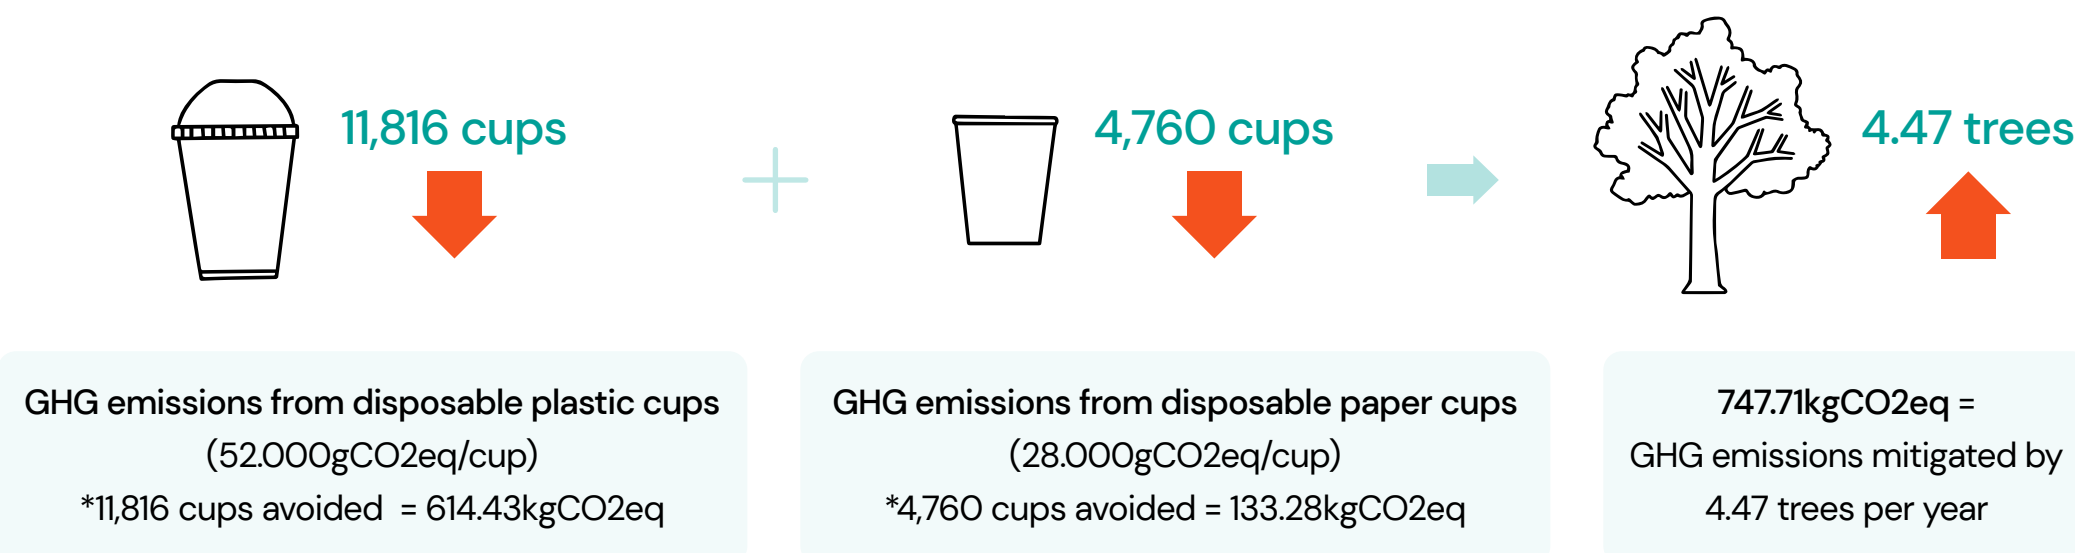 11,816 cups
4,760 cups
4.47 trees
GHG emissions from disposable plastic cups
(52.000gCO2eq/cup)
*11,816 cups avoided = 614.43kgCO2eq
GHG emissions from disposable paper cups
(28.000gCO2eq/cup)
*4,760 cups avoided = 133.28kgCO2eq
747.71kgCO2eq =
GHG emissions mitigated by
4.47 trees per year